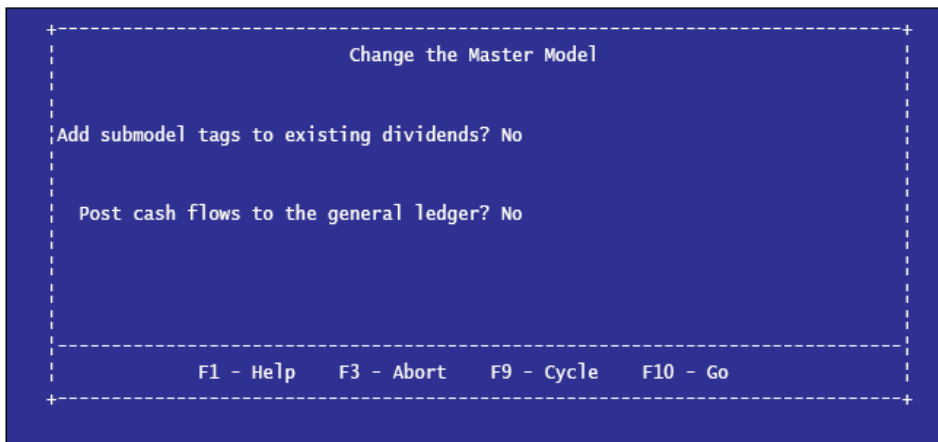 Change the Master Model
Add submodel tags to existing dividends? No
Post cash flows to the general ledger? No
F1 - Help F3 - Abort F9 - Cycle F10 - Go